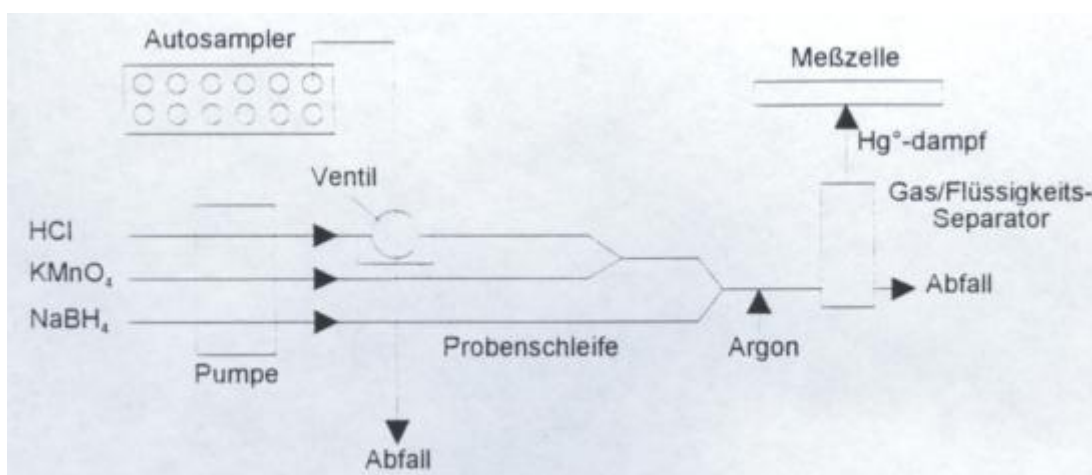 Autosampler
Meßzelle
Hg°-dampf
Ventil
Gas/Flüssigkeits-
Separator
HCl
KMnO₄
Abfall
NaBH₄
Probenschleife
Argon
Pumpe
Abfall